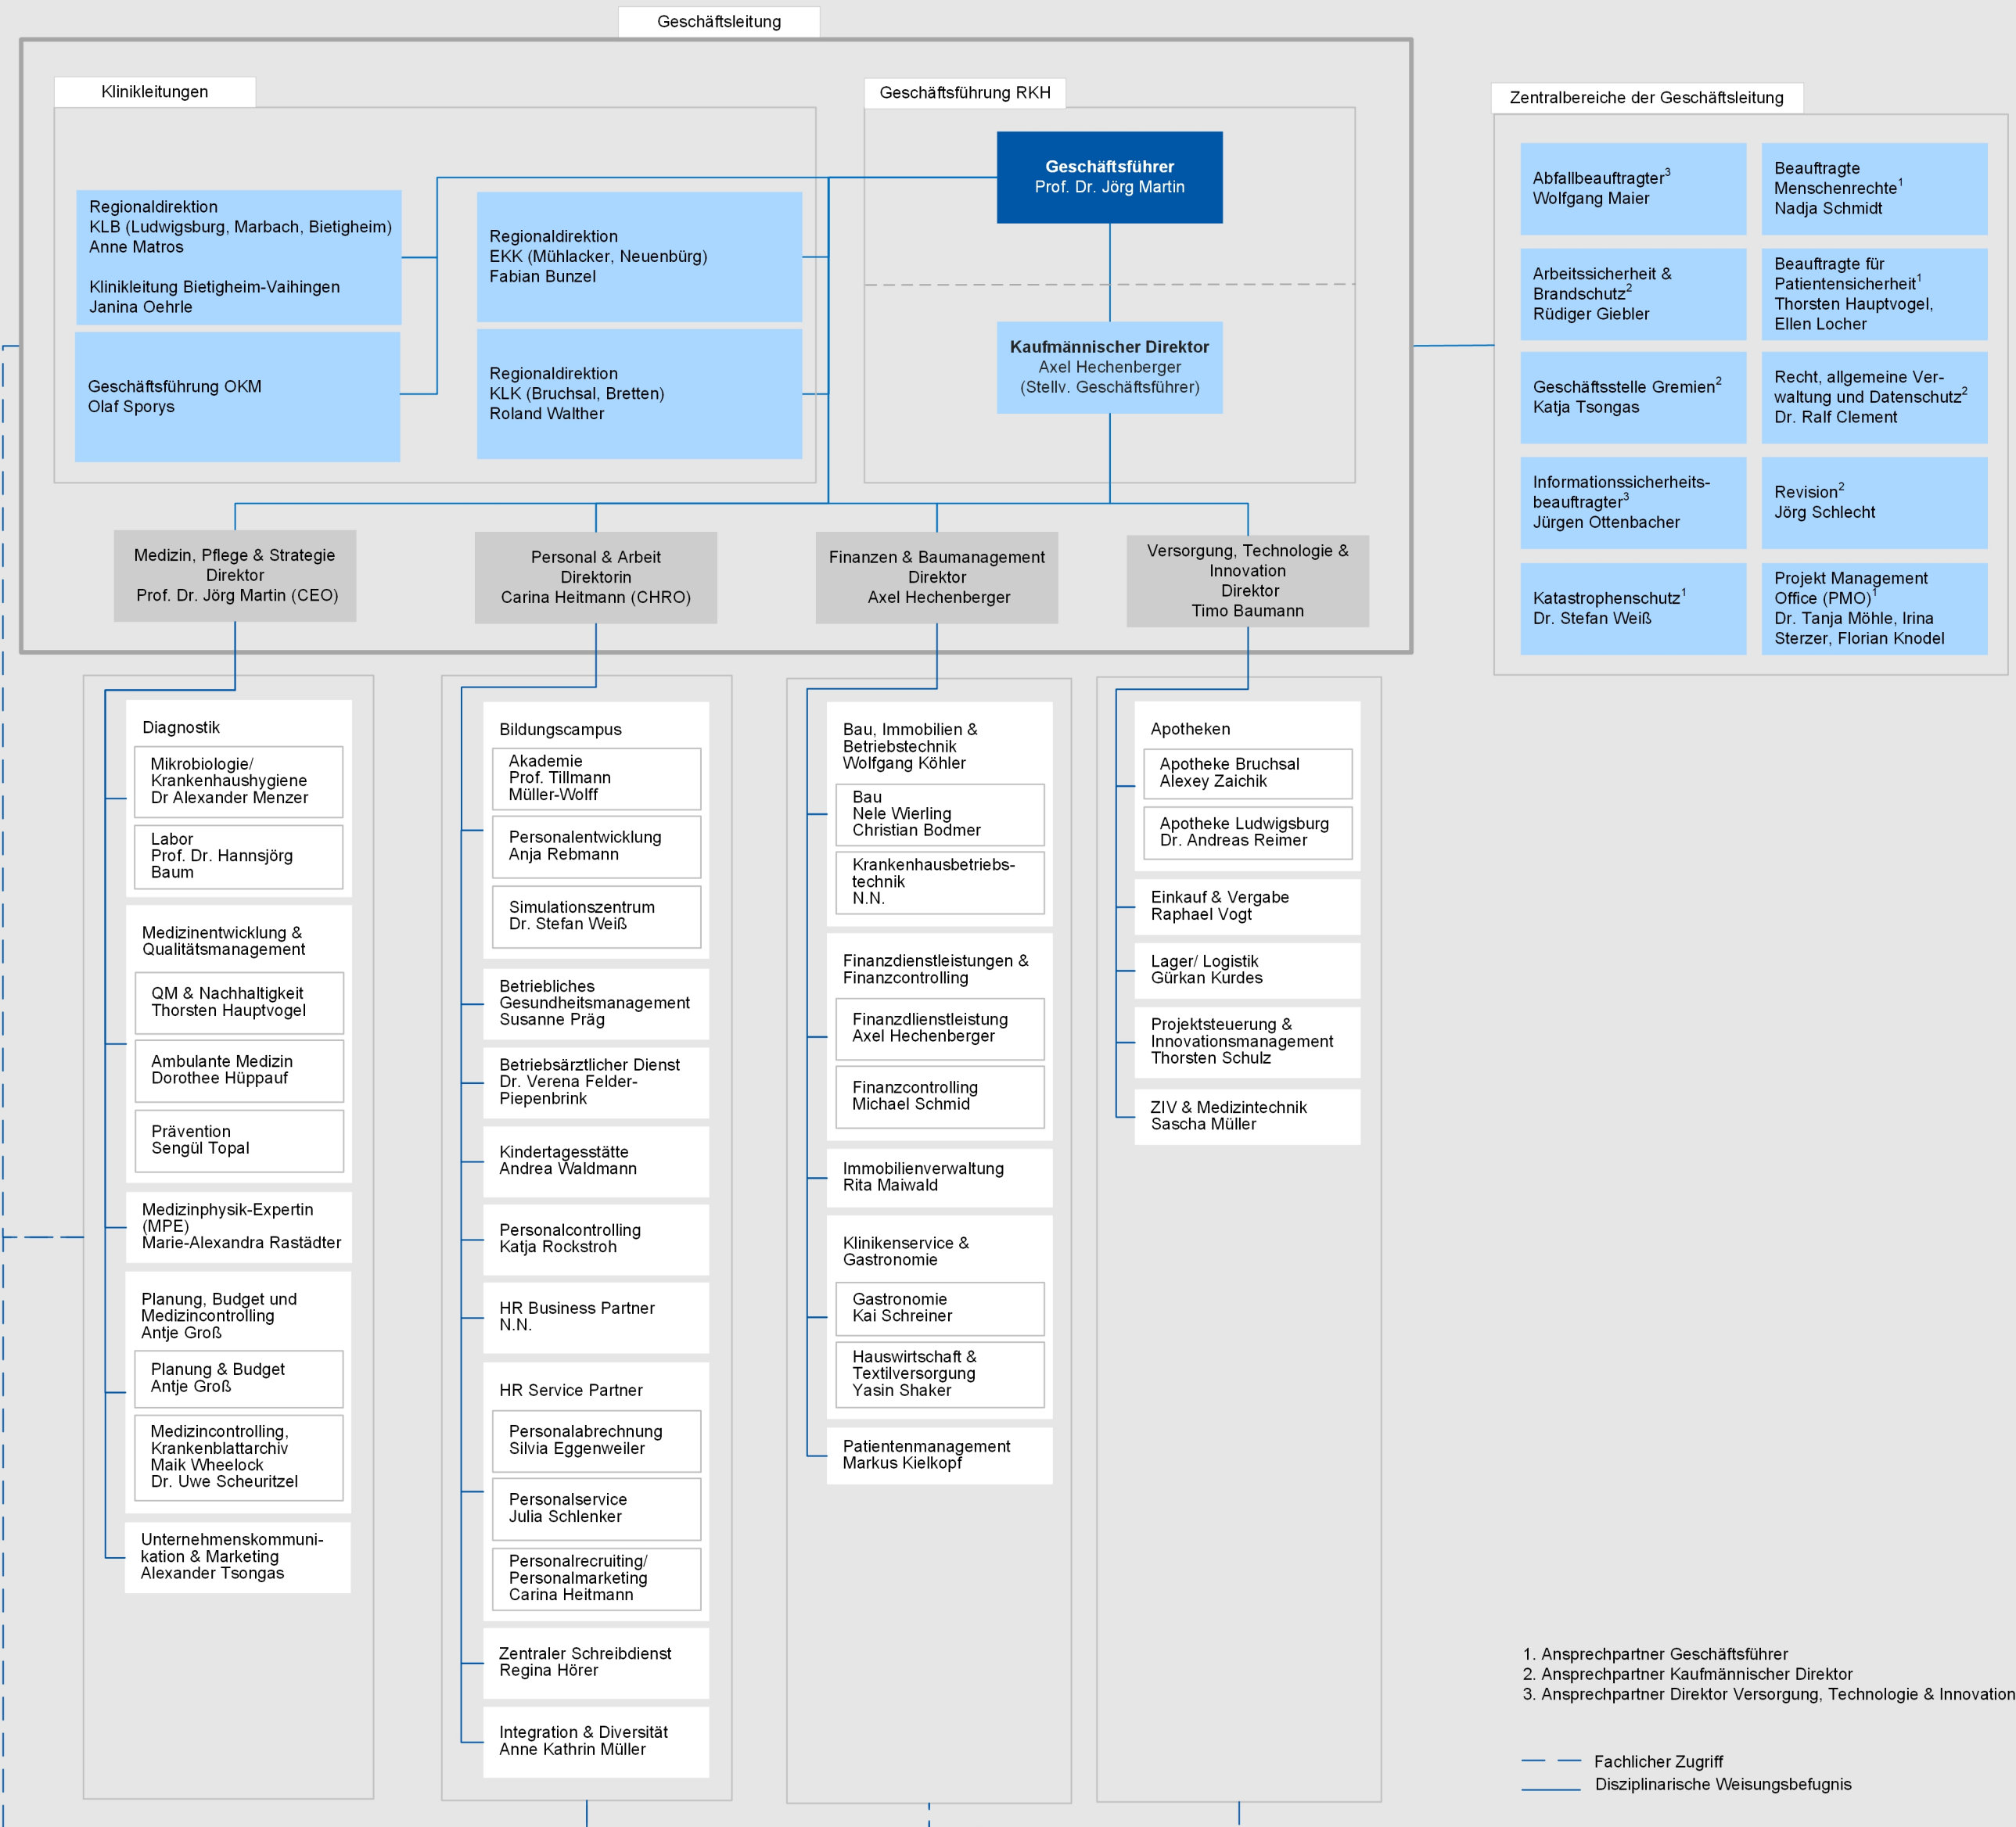 Geschäftsleitung
Klinikleitungen
Regionaldirektion
KLB (Ludwigsburg, Marbach, Bietigheim)
Anne Matros
Klinikleitung Bietigheim-Vaihingen
Janina Oehrle
Geschäftsführung OKM
Olaf Sporys
Regionaldirektion
EKK (Mühlacker, Neuenbürg)
Fabian Bunzel
Regionaldirektion
KLK (Bruchsal, Bretten)
Roland Walther
Geschäftsführung RKH
Geschäftsführer
Prof. Dr. Jörg Martin
Kaufmännischer Direktor
Axel Hechenberger
(Stellv. Geschäftsführer)
Zentralbereiche der Geschäftsleitung
Abfallbeauftragter3
Wolfgang Maier
Beauftragte
Menschenrechte1
Nadja Schmidt
Arbeitssicherheit &
Brandschutz2
Rüdiger Giebler
Beauftragte für
Patientensicherheit1
Thorsten Hauptvogel,
Ellen Locher
Geschäftsstelle Gremien2
Katja Tsongas
Recht, allgemeine Ver-
waltung und Datenschutz2
Dr. Ralf Clement
Informationssicherheits-
beauftragter3
Jürgen Ottenbacher
Revision2
Jörg Schlecht
Katastrophenschutz1
Dr. Stefan Weiß
Projekt Management
Office (PMO)1
Dr. Tanja Möhle, Irina
Sterzer, Florian Knodel
Medizin, Pflege & Strategie
Direktor
Prof. Dr. Jörg Martin (CEO)
Personal & Arbeit
Direktorin
Carina Heitmann (CHRO)
Finanzen & Baumanagement
Direktor
Axel Hechenberger
Versorgung, Technologie &
Innovation
Direktor
Timo Baumann
Diagnostik
Mikrobiologie/
Krankenhaushygiene
Dr Alexander Menzer
Labor
Prof. Dr. Hannsjörg
Baum
Medizinentwicklung &
Qualitätsmanagement
QM & Nachhaltigkeit
Thorsten Hauptvogel
Ambulante Medizin
Dorothee Hüppauf
Prävention
Sengül Topal
Medizinphysik-Expertin
(MPE)
Marie-Alexandra Rastädter
Planung, Budget und
Medizincontrolling
Antje Groß
Planung & Budget
Antje Groß
Medizincontrolling,
Krankenblattarchiv
Maik Wheelock
Dr. Uwe Scheuritzel
Unternehmenskommuni-
kation & Marketing
Alexander Tsongas
Bildungscampus
Akademie
Prof. Tillmann
Müller-Wolff
Personalentwicklung
Anja Rebmann
Simulationszentrum
Dr. Stefan Weiß
Betriebliches
Gesundheitsmanagement
Susanne Präg
Betriebsärztlicher Dienst
Dr. Verena Felder-
Piepenbrink
Kindertagesstätte
Andrea Waldmann
Personalcontrolling
Katja Rockstroh
HR Business Partner
N.N.
HR Service Partner
Personalabrechnung
Silvia Eggenweiler
Personalservice
Julia Schlenker
Personalrecruiting/
Personalmarketing
Carina Heitmann
Zentraler Schreibdienst
Regina Hörer
Integration & Diversität
Anne Kathrin Müller
Bau, Immobilien &
Betriebstechnik
Wolfgang Köhler
Bau
Nele Wierling
Christian Bodmer
Krankenhausbetriebs-
technik
N.N.
Finanzdienstleistungen &
Finanzcontrolling
Finanzdlienstleistung
Axel Hechenberger
Finanzcontrolling
Michael Schmid
Immobilienverwaltung
Rita Maiwald
Klinikenservice &
Gastronomie
Gastronomie
Kai Schreiner
Hauswirtschaft &
Textilversorgung
Yasin Shaker
Patientenmanagement
Markus Kielkopf
Apotheken
Apotheke Bruchsal
Alexey Zaichik
Apotheke Ludwigsburg
Dr. Andreas Reimer
Einkauf & Vergabe
Raphael Vogt
Lager/ Logistik
Gürkan Kurdes
Projektsteuerung &
Innovationsmanagement
Thorsten Schulz
ZIV & Medizintechnik
Sascha Müller
1. Ansprechpartner Geschäftsführer
2. Ansprechpartner Kaufmännischer Direktor
3. Ansprechpartner Direktor Versorgung, Technologie & Innovation
Fachlicher Zugriff
Disziplinarische Weisungsbefugnis